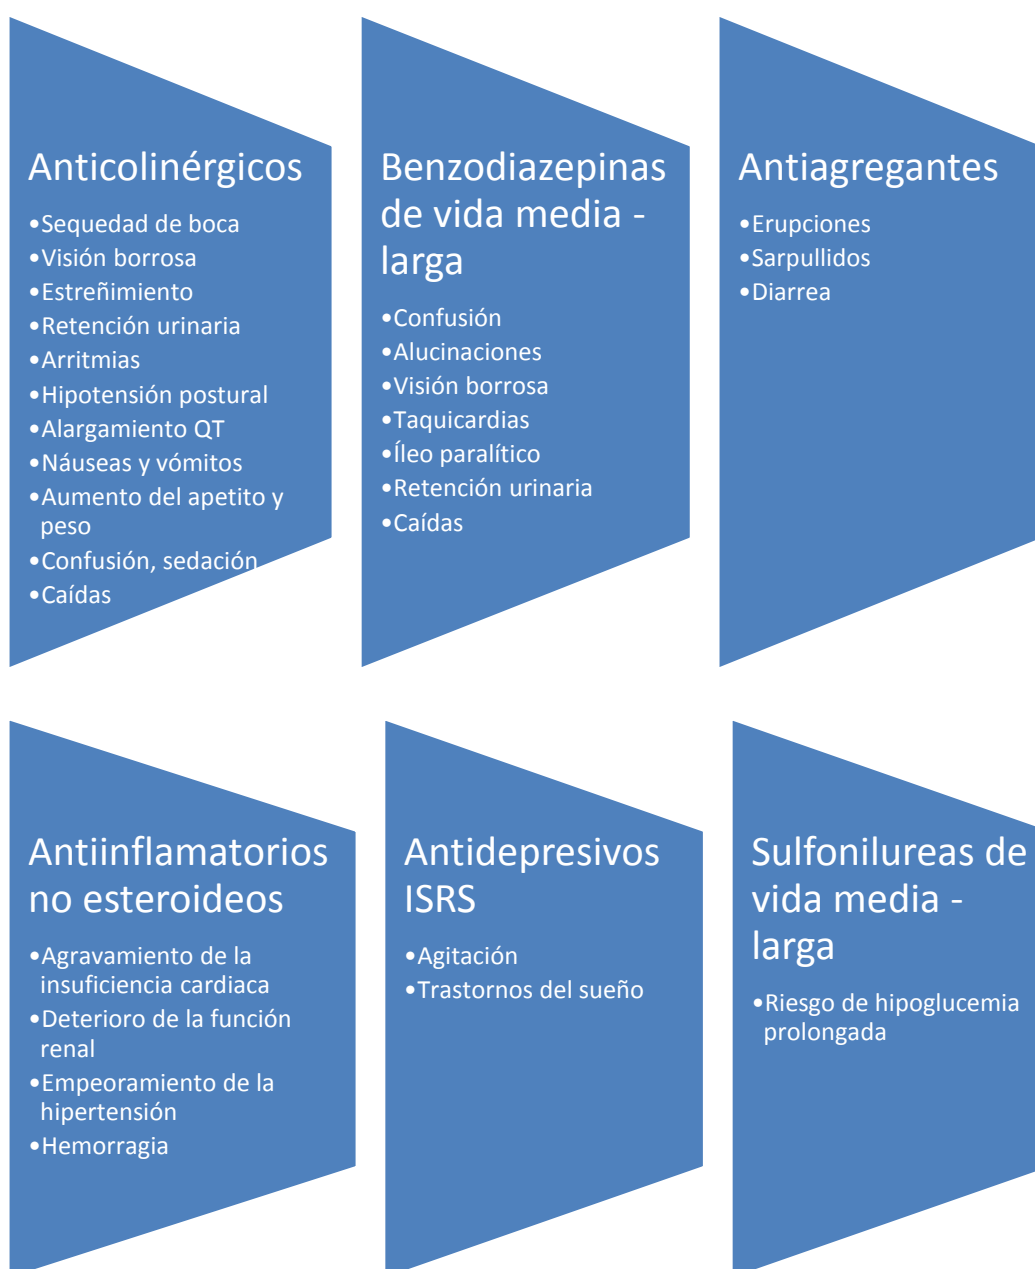 Anticolinérgicos
•Sequedad de boca
•Visión borrosa
•Estreñimiento
•Retención urinaria
•Arritmias
•Hipotensión postural
•Alargamiento QT
•Náuseas y vómitos
•Aumento del apetito y
peso
•Confusión, sedación
•Caídas
Benzodiazepinas
de vida media -
larga
•Confusión
•Alucinaciones
•Visión borrosa
•Taquicardias
•Íleo paralítico
•Retención urinaria
•Caídas
Antiagregantes
•Erupciones
•Sarpullidos
•Diarrea
Antiinflamatorios
no esteroideos
•Agravamiento de la
insuficiencia cardiaca
•Deterioro de la función
renal
•Empeoramiento de la
hipertensión
•Hemorragia
Antidepresivos
ISRS
•Agitación
•Trastornos del sueño
Sulfonilureas de
vida media -
larga
•Riesgo de hipoglucemia
prolongada